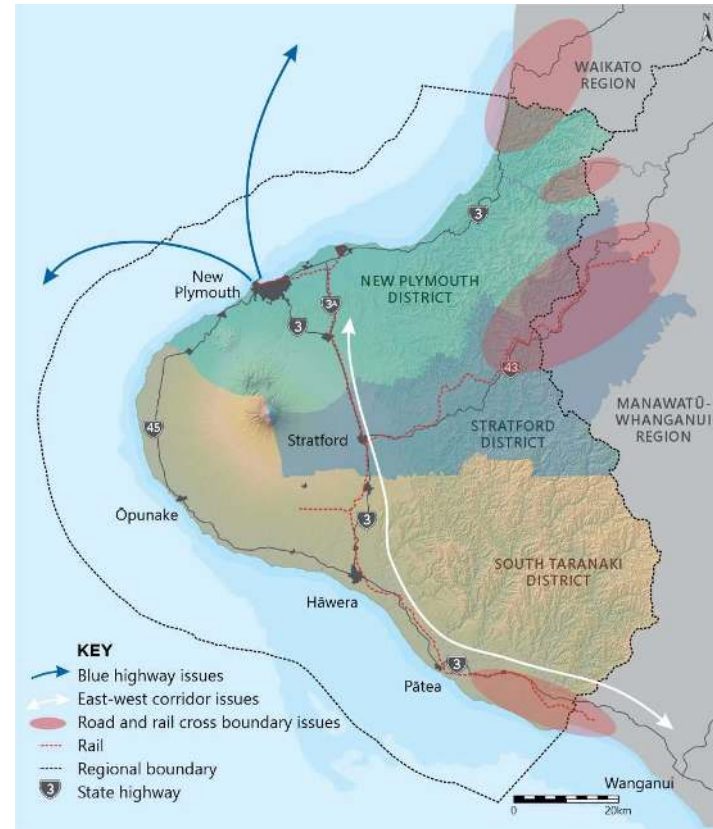 N
WAIKATO
REGION
3
New
Plymouth
3A
NEW PLYMOUTH
DISTRICT
3
43
MANAWATŪ-
WHANGANUI
REGION
45
Stratford
STRATFORD
DISTRICT
Ōpunake
3
SOUTH TARANAKI
DISTRICT
Hāwera
3
Pātea
KEY
Blue highway issues
East-west corridor issues
Road and rail cross boundary issues
Rail
Regional boundary
3 State highway
Wanganui
0 20km